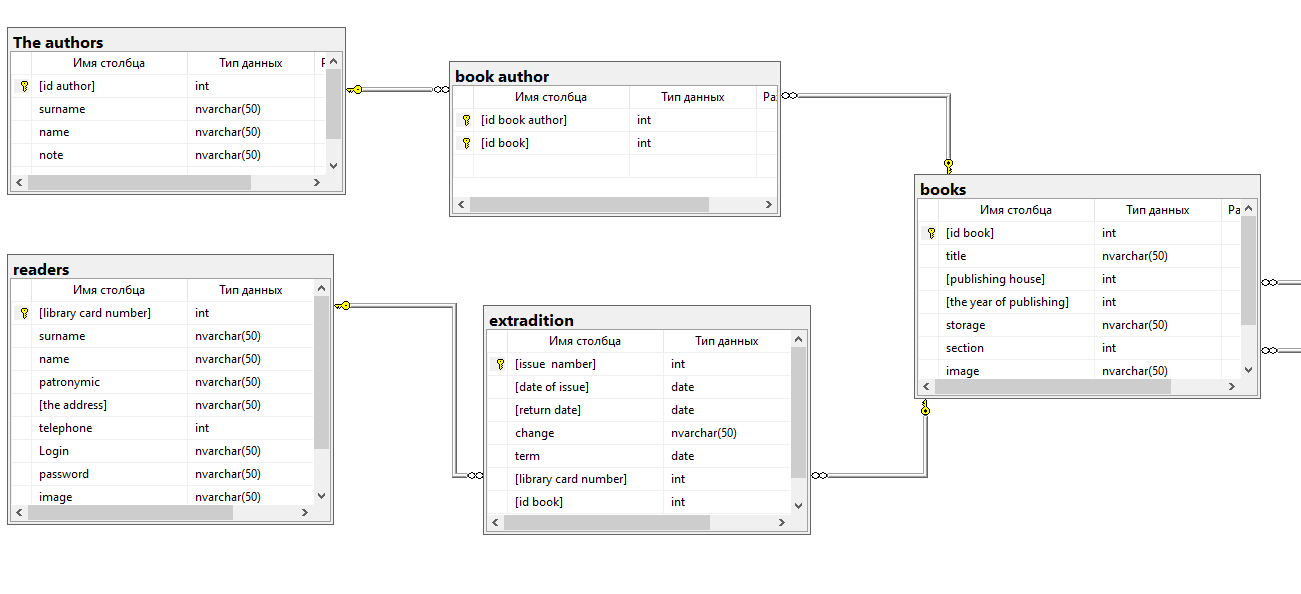 The authors
Имя столбца Тип данных Р
[id author] int
surname nvarchar(50)
name nvarchar(50)
note nvarchar(50)
book author
Имя столбца Тип данных Ра
[id book author] int
[id book] int
books
Имя столбца Тип данных Ра
[id book] int
title nvarchar(50)
[publishing house] int
[the year of publishing] int
storage nvarchar(50)
section int
image nvarchar(50)
readers
Имя столбца Тип данных
[library card number] int
surname nvarchar(50)
name nvarchar(50)
patronymic nvarchar(50)
[the address] nvarchar(50)
telephone int
Login nvarchar(50)
password nvarchar(50)
image nvarchar(50)
extradition
Имя столбца Тип данных
[issue  namber] int
[date of issue] date
[return date] date
change nvarchar(50)
term date
[library card number] int
[id book] int